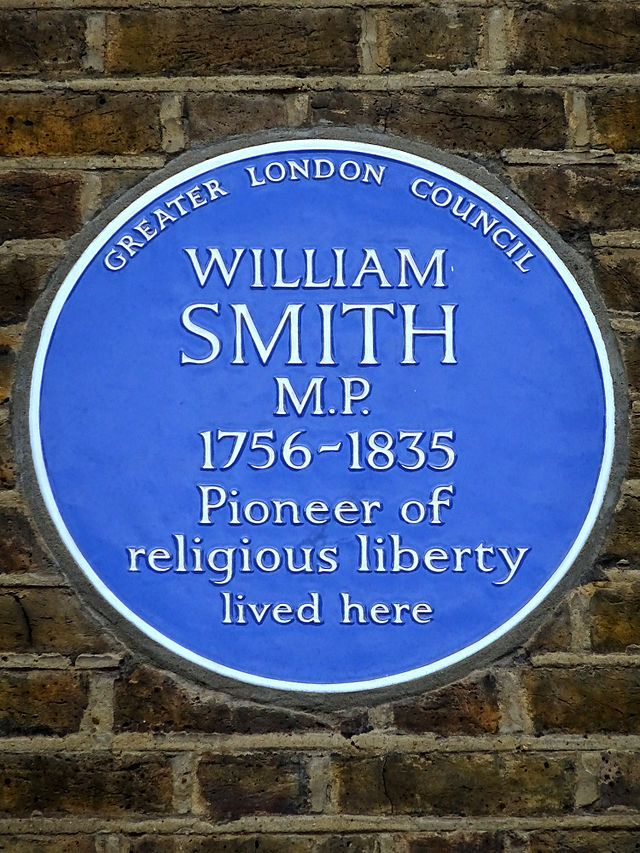 GREATER LONDON COUNCIL
WILLIAM
SMITH
M.P.
1756-1835
Pioneer of
religious liberty
lived here